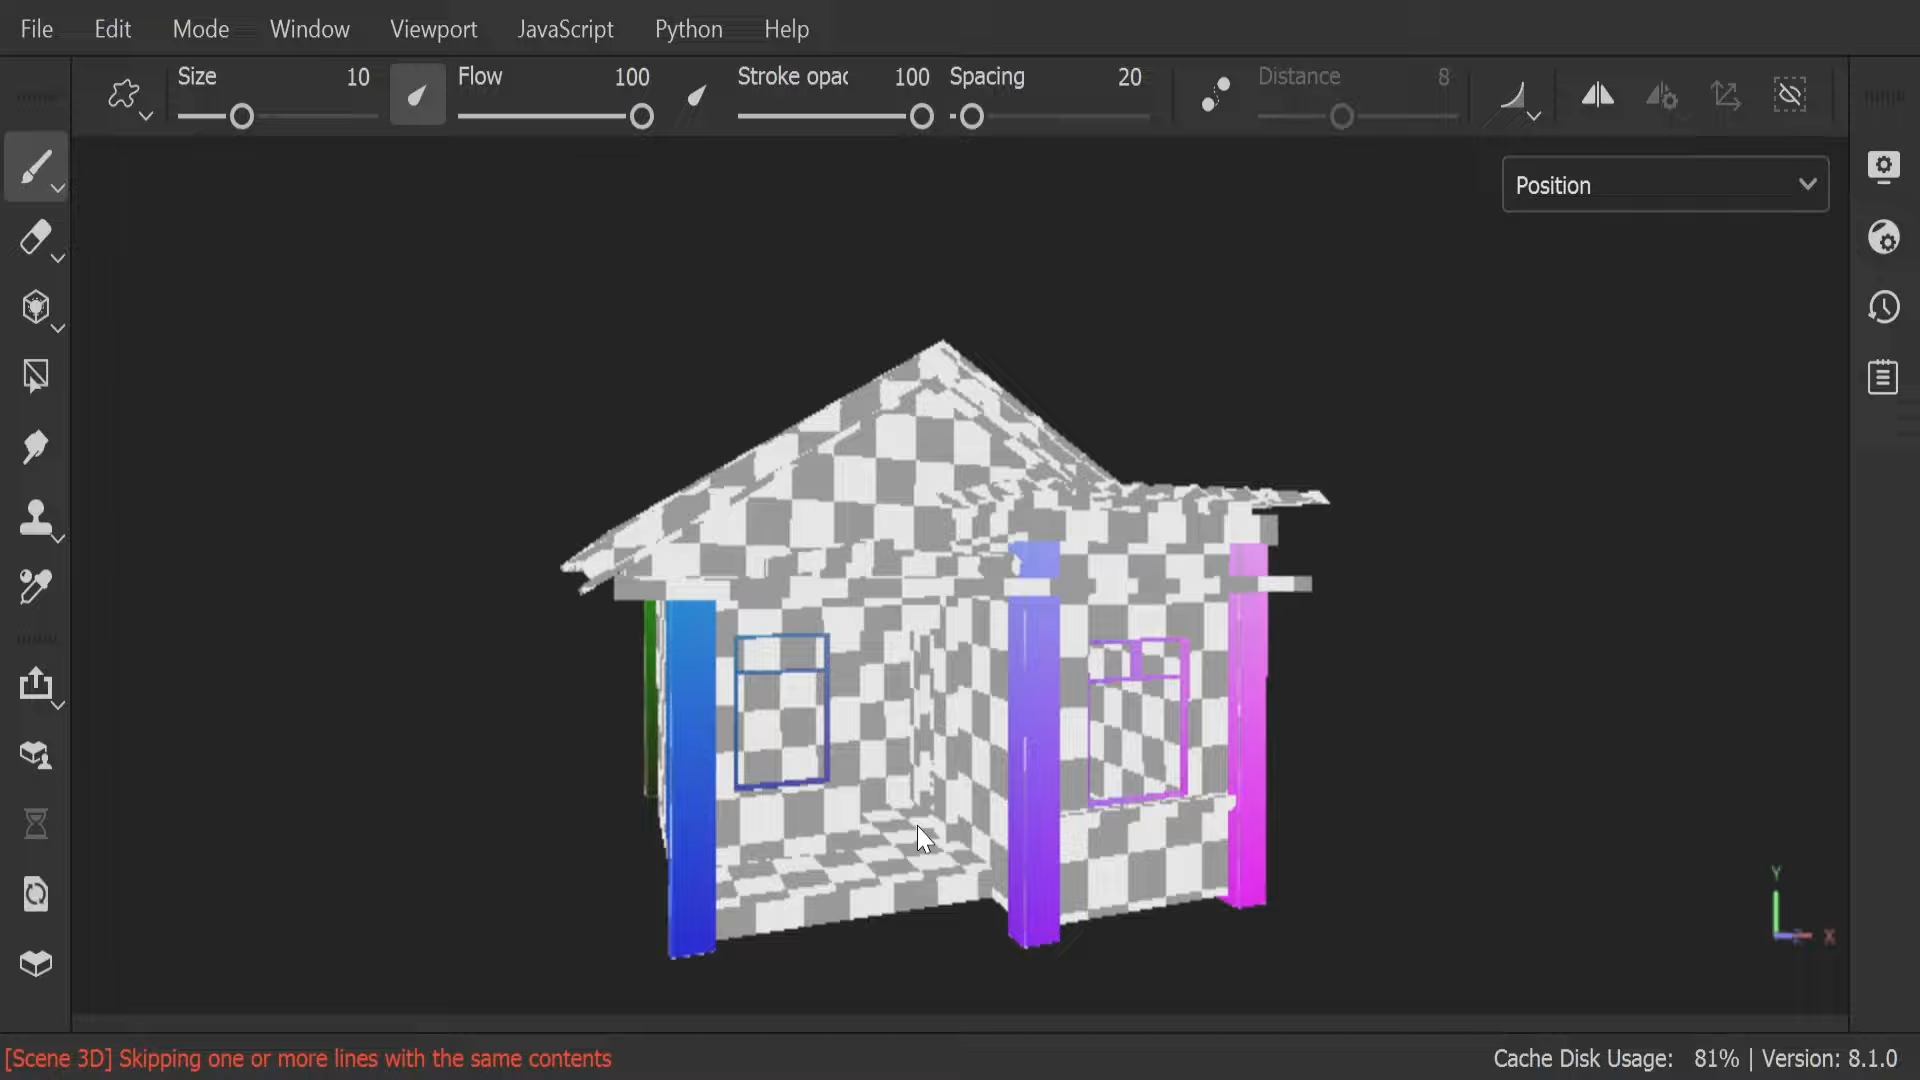 File Edit Mode Window Viewport JavaScript Python Help
Size 10 Flow 100 Stroke opac 100 Spacing 20 Distance 8
Position
Y
X
[Scene 3D] Skipping one or more lines with the same contents
Cache Disk Usage: 81% | Version: 8.1.0